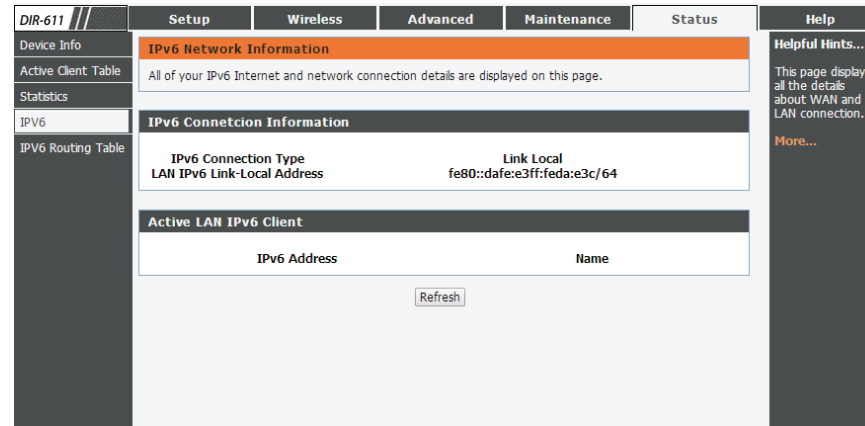 DIR-611
Setup Wireless Advanced Maintenance Status Help
Device Info
Active Client Table
Statistics
IPV6
IPV6 Routing Table
IPv6 Network Information
All of your IPv6 Internet and network connection details are displayed on this page.
IPv6 Connetcion Information
IPv6 Connection Type Link Local
LAN IPv6 Link-Local Address fe80::dafe:e3ff:feda:e3c/64
Active LAN IPv6 Client
IPv6 Address Name
Refresh
Helpful Hints...
This page display
all the details
about WAN and
LAN connection.
More...